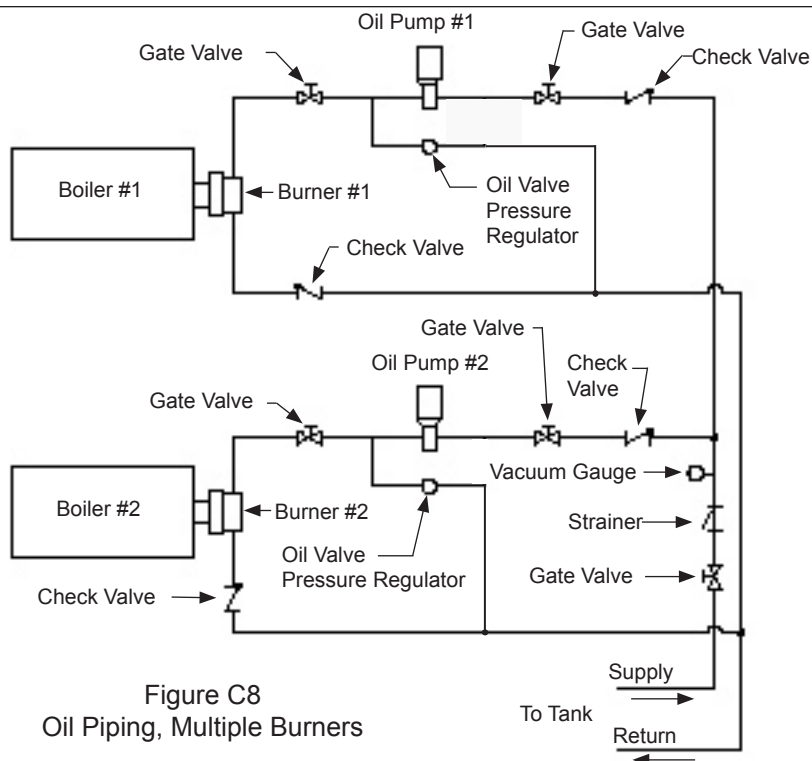 Oil Pump #1
Gate Valve
Gate Valve
Check Valve
Boiler #1
Burner #1
Oil Valve
Pressure
Regulator
Check Valve
Gate Valve
Oil Pump #2
Check
Valve
Gate Valve
Vacuum Gauge
Boiler #2
Burner #2
Strainer
Oil Valve
Pressure Regulator
Gate Valve
Check Valve
Supply
Figure C8
Oil Piping, Multiple Burners
To Tank
Return